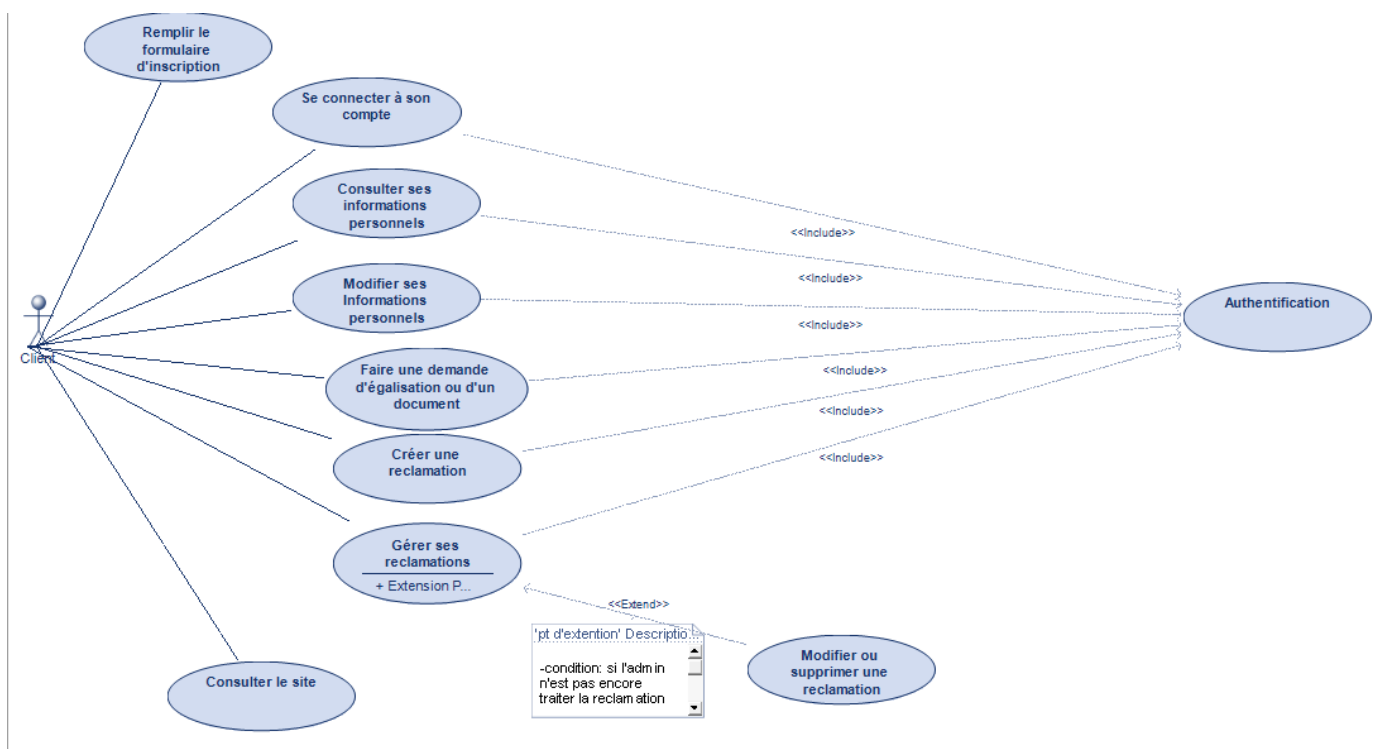 Remplir le
formulaire
d'inscription
Se connecter à son
compte
Consulter ses
informations
personnels
<<Include>>
Modifier ses
Informations
personnels
<<Include>>
Authentification
<<Include>>
Client
Faire une demande
d'égalisation ou d'un
document
<<Include>>
<<Include>>
Créer une
reclamation
<<Include>>
Gérer ses
reclamations
+ Extension P...
<<Extend>>
'pt d'extention' Descriptio...
-condition: si l'admin
n'est pas encore
traiter la reclamation
Modifier ou
supprimer une
reclamation
Consulter le site